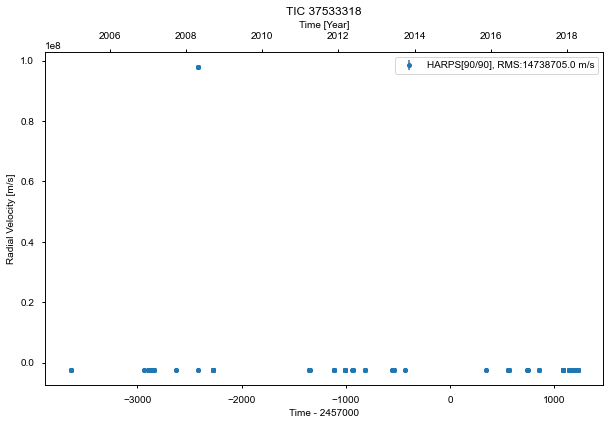 TIC 37533318
Time [Year]
2006 2008 2010 2011 2012 2014 2016 2018
1e8
HARPS[90/90], RMS:14738705.0 m/s
1.0
0.8
0.6
0.4
0.2
0.0
Radial Velocity [m/s]
−3000 −2000 −1000 0 1000
Time - 2457000